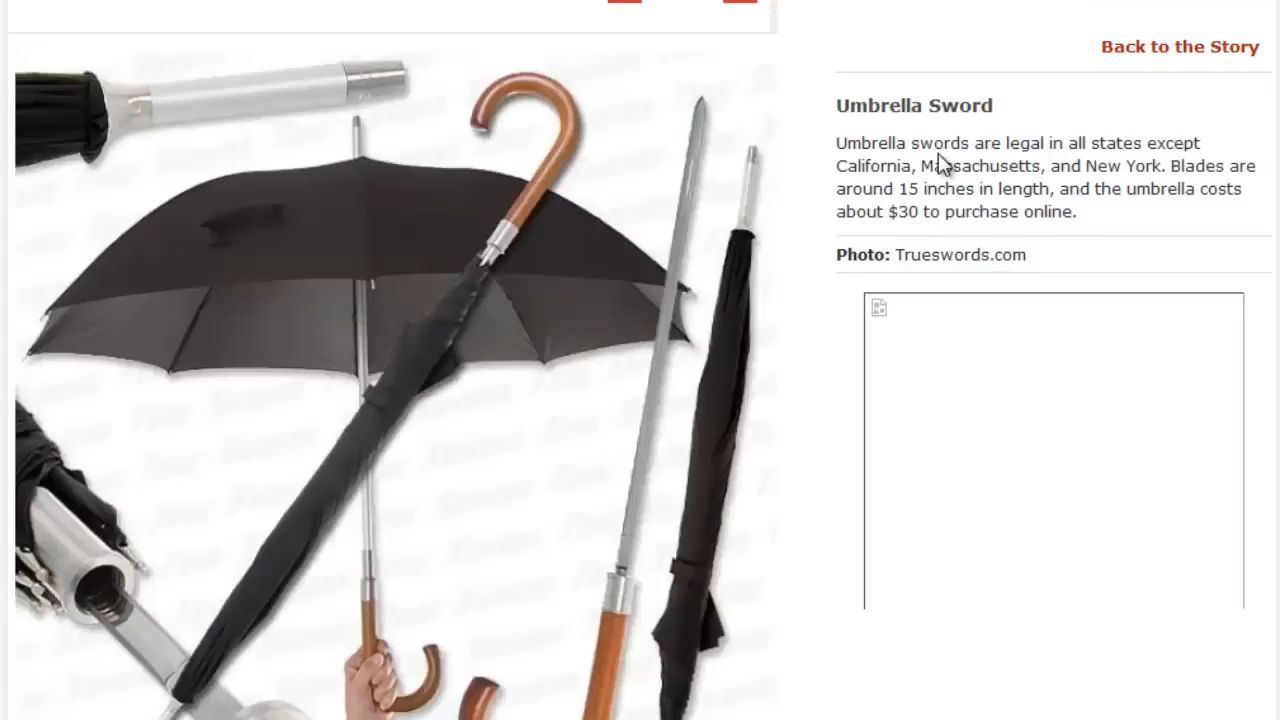 Back to the Story
Umbrella Sword
Umbrella swords are legal in all states except
California, Massachusetts, and New York. Blades are
around 15 inches in length, and the umbrella costs
about $30 to purchase online.
Photo: Trueswords.com